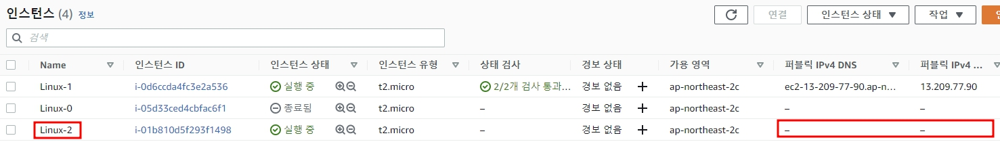 인스턴스 (4) 정보
연결 인스턴스 상태 ▼ 작업 ▼
검색
Name 인스턴스 ID 인스턴스 상태 인스턴스 유형 상태 검사 경보 상태 가용 영역 퍼블릭 IPv4 DNS 퍼블릭 IPv4 ...
Linux-1 i-0d6ccda4fc3e2a536 실행 중 t2.micro 2/2개 검사 통과... 경보 없음 + ap-northeast-2c ec2-13-209-77-90.ap-n... 13.209.77.90
Linux-0 i-05d33ced4cbfac6f1 종료됨 t2.micro – 경보 없음 + ap-northeast-2c – –
Linux-2 i-01b810d5f293f1498 실행 중 t2.micro – 경보 없음 + ap-northeast-2c – –